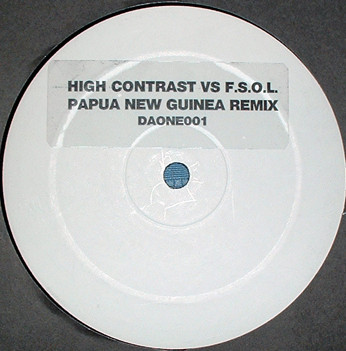 HIGH CONTRAST VS F.S.O.L.
PAPUA NEW GUINEA REMIX
DAONE001